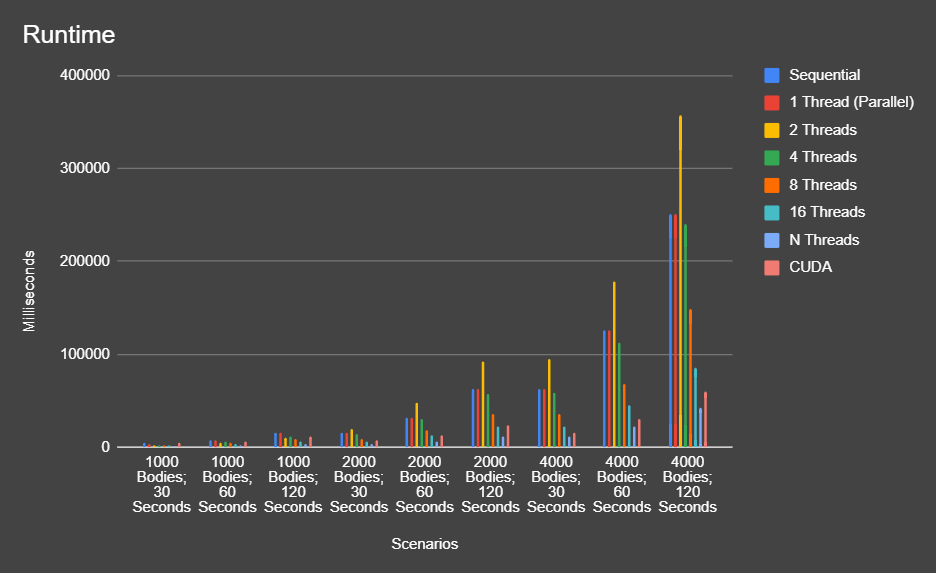 Runtime
400000
300000
200000
100000
0
Milliseconds
1000
Bodies;
30
Seconds
1000
Bodies;
60
Seconds
1000
Bodies;
120
Seconds
2000
Bodies;
30
Seconds
2000
Bodies;
60
Seconds
2000
Bodies;
120
Seconds
4000
Bodies;
30
Seconds
4000
Bodies;
60
Seconds
4000
Bodies;
120
Seconds
Scenarios
Sequential
1 Thread (Parallel)
2 Threads
4 Threads
8 Threads
16 Threads
N Threads
CUDA